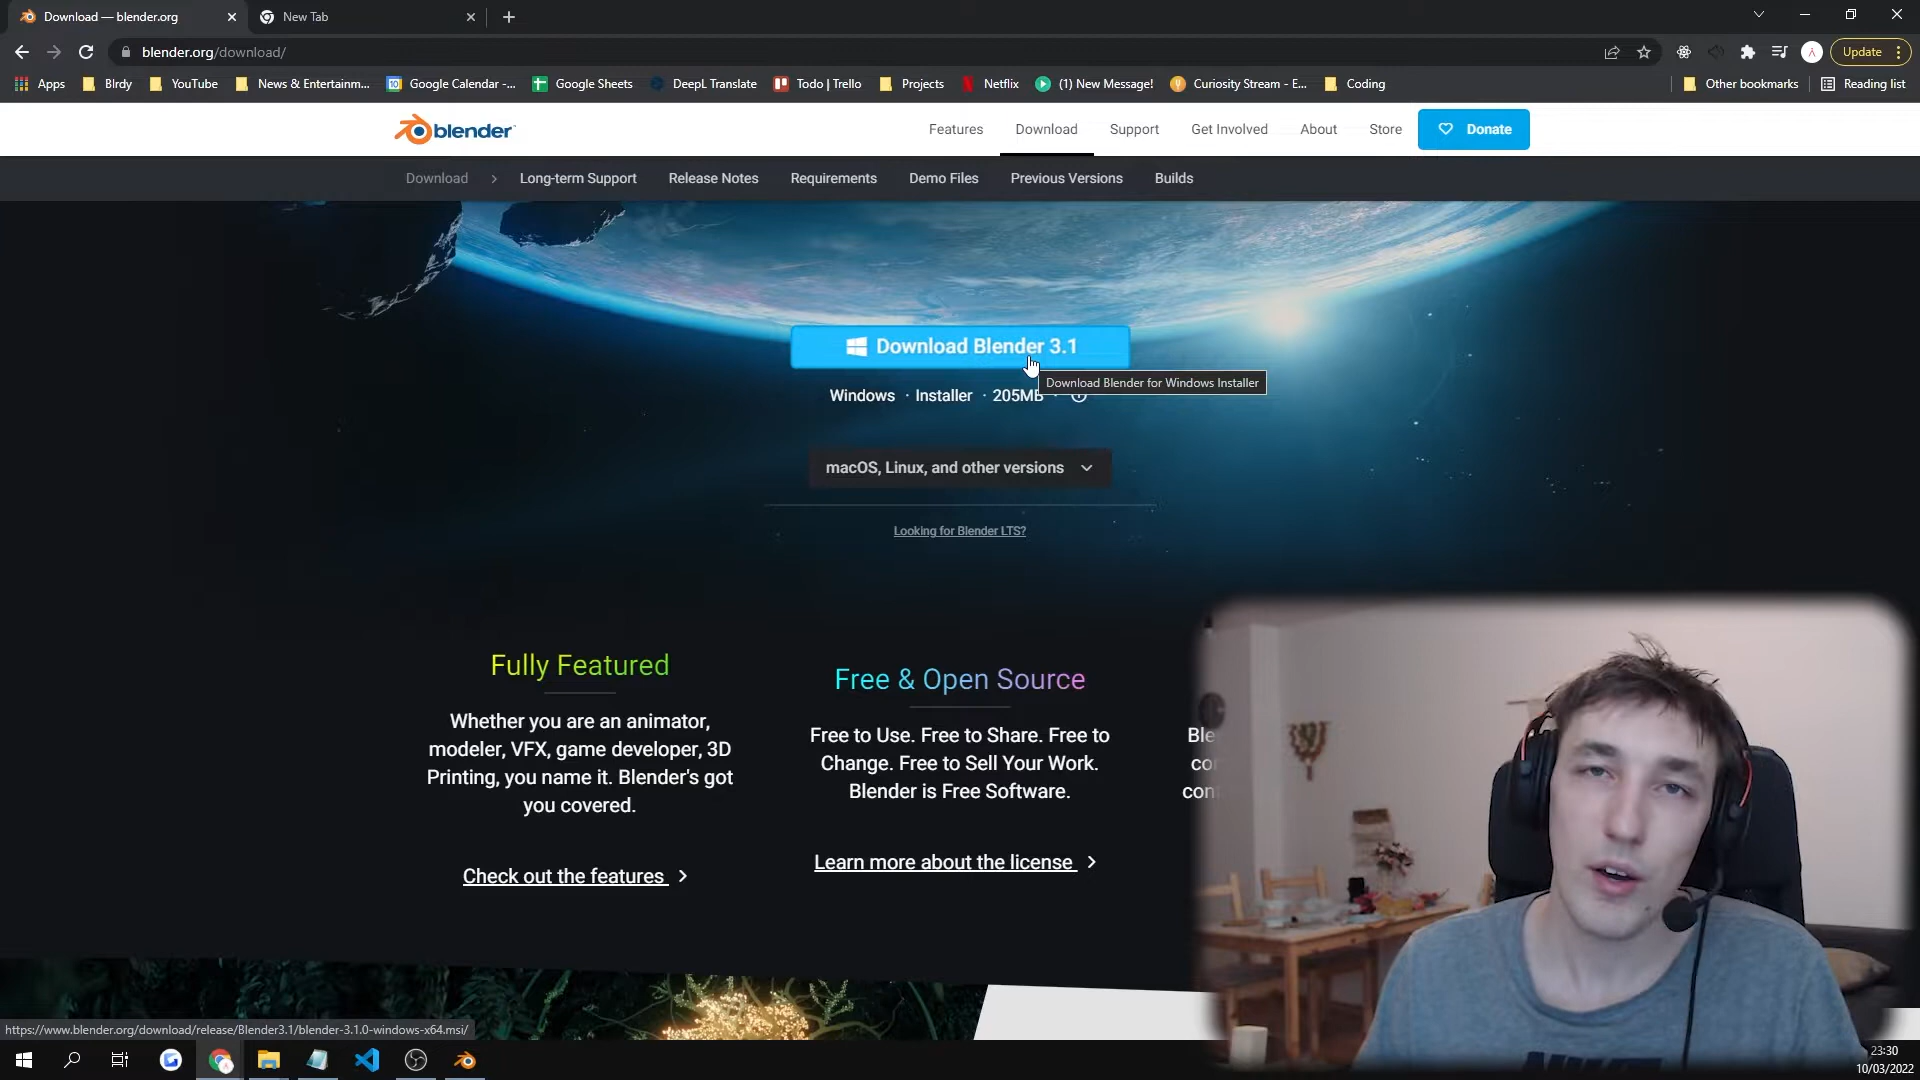 Download — blender.org
New Tab
blender.org/download/
Update
Apps
Blrdy
YouTube
News & Entertainm...
Google Calendar -...
Google Sheets
DeepL Translate
Todo | Trello
Projects
Netflix
(1) New Message!
Curiosity Stream - E...
Coding
Other bookmarks
Reading list
blender
Features
Download
Support
Get Involved
About
Store
Donate
Download
Long-term Support
Release Notes
Requirements
Demo Files
Previous Versions
Builds
Download Blender 3.1
Download Blender for Windows Installer
Windows · Installer · 205MB ·
macOS, Linux, and other versions
Looking for Blender LTS?
Fully Featured
Whether you are an animator,
modeler, VFX, game developer, 3D
Printing, you name it. Blender's got
you covered.
Check out the features
Free & Open Source
Free to Use. Free to Share. Free to
Change. Free to Sell Your Work.
Blender is Free Software.
Learn more about the license
https://www.blender.org/download/release/Blender3.1/blender-3.1.0-windows-x64.msi/
23:30
10/03/2022